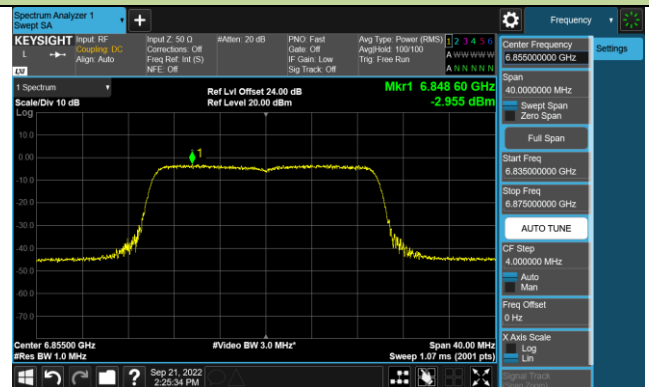 Spectrum Analyzer 1
Swept SA
+
Frequency
KEYSIGHT
L
LXI
Input: RF
Coupling: DC
Align: Auto
Input Z: 50 Ω
Corrections: Off
Freq Ref: Int (S)
NFE: Off
#Atten: 20 dB
PNO: Fast
Gate: Off
IF Gain: Low
Sig Track: Off
Avg Type: Power (RMS)
Avg|Hold: 100/100
Trig: Free Run
1 2 3 4 5 6
A W W W W W
A N N N N N
1 Spectrum
Scale/Div 10 dB
Ref Lvl Offset 24.00 dB
Ref Level 20.00 dBm
Mkr1 6.848 60 GHz
-2.955 dBm
Log
10.0
0.00
-10.0
-20.0
-30.0
-40.0
-50.0
-60.0
-70.0
1
Center 6.85500 GHz
#Res BW 1.0 MHz
#Video BW 3.0 MHz*
Span 40.00 MHz
Sweep 1.07 ms (2001 pts)
Sep 21, 2022
2:25:34 PM
?
Settings
Center Frequency
6.855000000 GHz
Span
40.0000000 MHz
Swept Span
Zero Span
Full Span
Start Freq
6.835000000 GHz
Stop Freq
6.875000000 GHz
AUTO TUNE
CF Step
4.000000 MHz
Auto
Man
Freq Offset
0 Hz
X Axis Scale
Log
Lin
Signal Track
(Span Zoom)